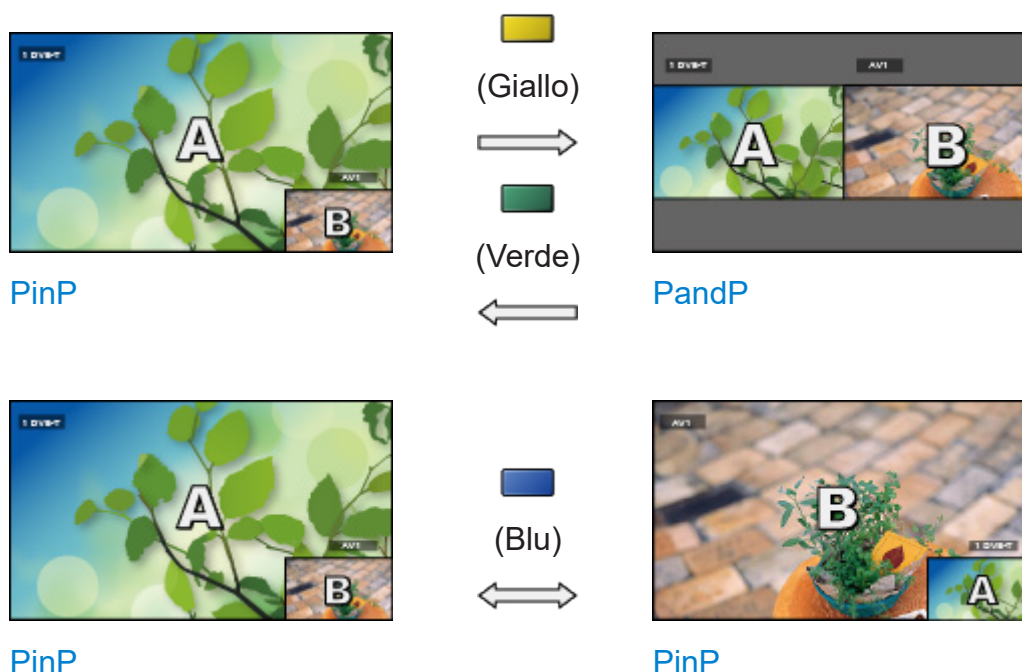 1 DVB-T
A
AV1
B
PinP
(Giallo)
(Verde)
1 DVB-T
AV1
A
B
PandP
1 DVB-T
A
AV1
B
PinP
(Blu)
AV1
B
1 DVB-T
A
PinP